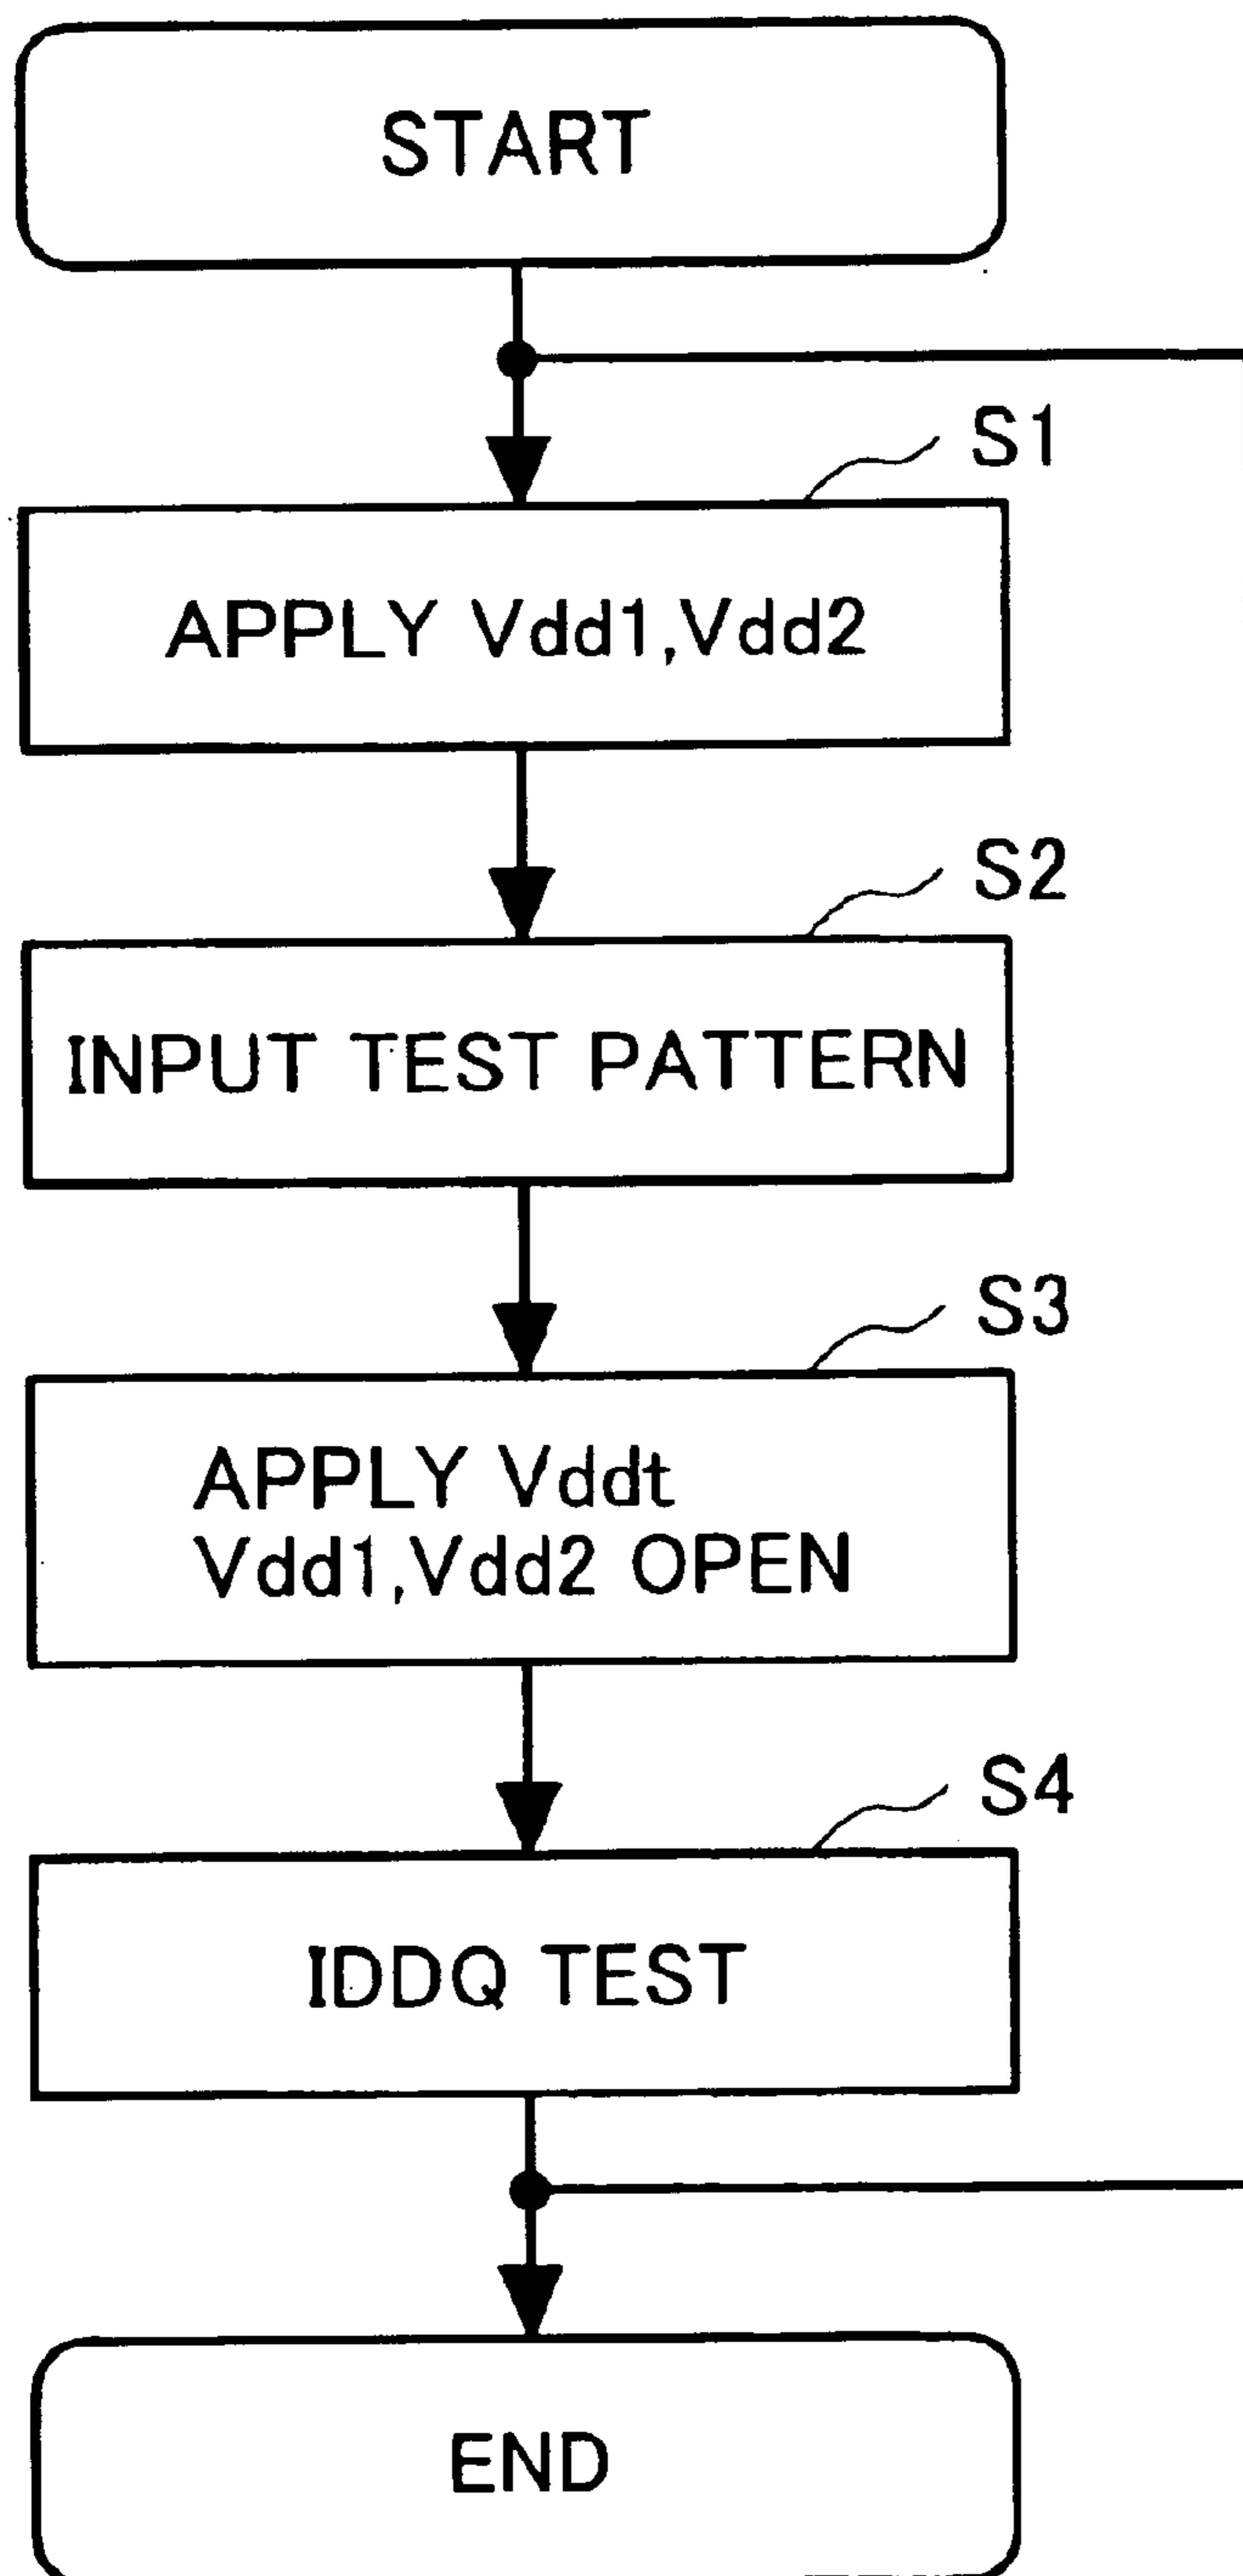 START
S1
APPLY Vdd1,Vdd2
S2
INPUT TEST PATTERN
S3
APPLY Vddt
Vdd1,Vdd2 OPEN
S4
IDDQ TEST
END